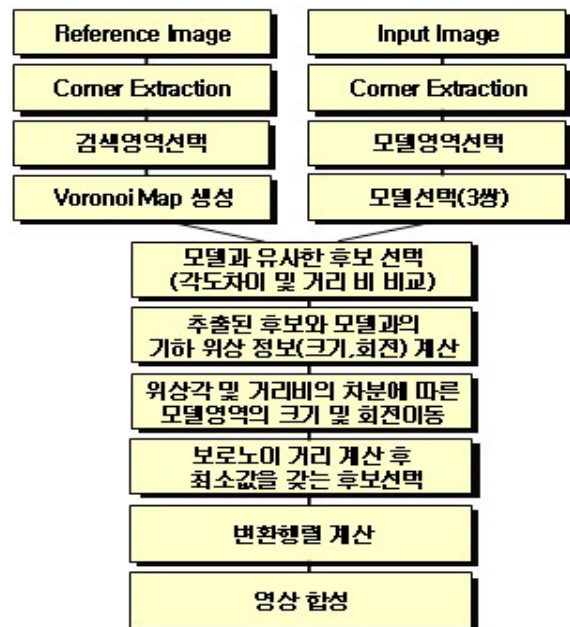 Reference Image
Input Image
Corner Extraction
Corner Extraction
검색영역선택
모델영역선택
Voronoi Map 생성
모델선택(3쌍)
모델과 유사한 후보 선택
(각도차이 및 거리 비 비교)
추출된 후보와 모델과의
기하 위상 정보(크기,회전) 계산
위상각 및 거리비의 차분에 따른
모델영역의 크기 및 회전이동
보로노이 거리 계산 후
최소값을 갖는 후보선택
변환행렬 계산
영상 합성